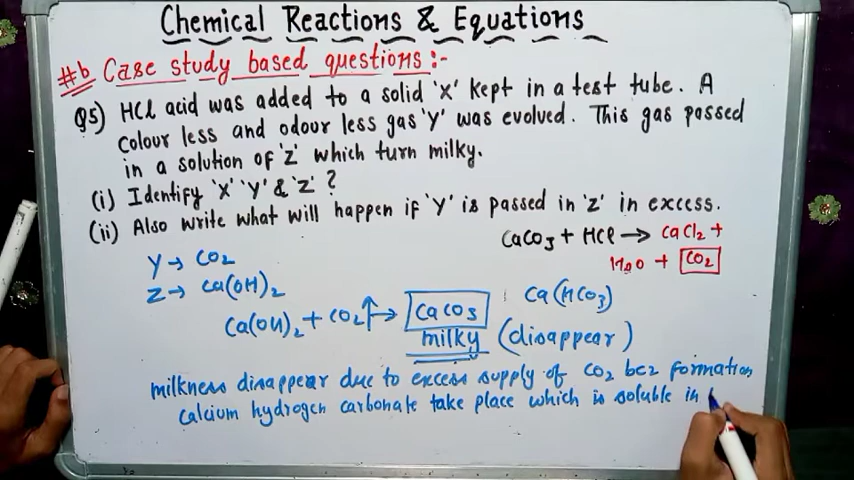 Chemical Reactions & Equations
#6 Case study based questions :-
Q5) HCl acid was added to a solid 'X' kept in a test tube. A
colour less and odour less gas 'Y' was evolved. This gas passed
in a solution of 'Z' which turn milky.
(i) Identify 'X' 'Y' & 'Z' ?
(ii) Also write what will happen if 'Y' is passed in 'Z' in excess.
CaCO3 + HCl → CaCl2 +
H2O + CO2
Y → CO2
Z → Ca(OH)2
Ca(OH)2 + CO2↑ → CaCO3 Ca(HCO3)
milky (disappear)
milkness disappear due to excess supply of CO2 bcz formation
calcium hydrogen carbonate take place which is soluble in